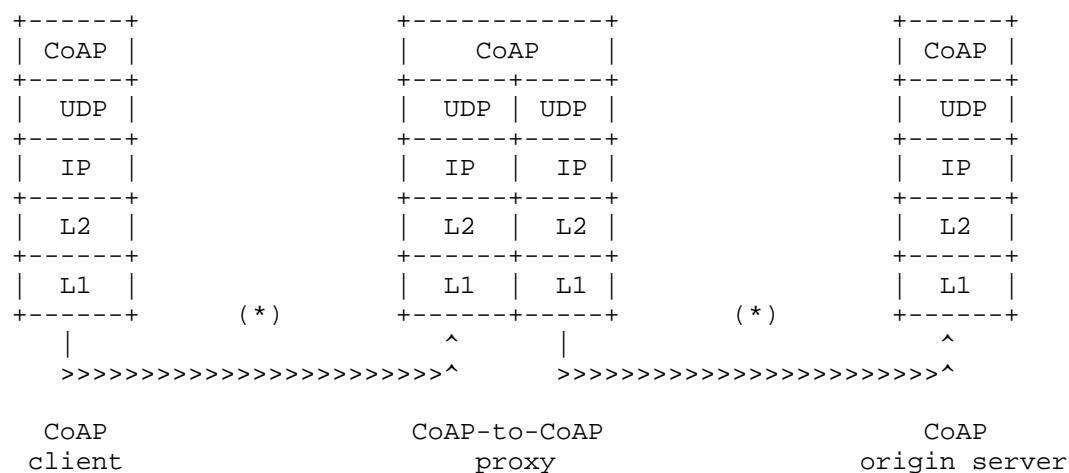 +------+                +------------+                 +------+
| CoAP |                |    CoAP    |                 | CoAP |
+------+                +------+-----+                 +------+
|  UDP |                |  UDP | UDP |                 |  UDP |
+------+                +------+-----+                 +------+
|  IP  |                |  IP  |  IP |                 |  IP  |
+------+                +------+-----+                 +------+
|  L2  |                |  L2  |  L2 |                 |  L2  |
+------+                +------+-----+                 +------+
|  L1  |                |  L1  |  L1 |                 |  L1  |
+------+      (*)       +------+-----+       (*)       +------+
   |                       ^      |                       ^
   >>>>>>>>>>>>>>>>>>>>>>>>^      >>>>>>>>>>>>>>>>>>>>>>>>^
  CoAP                   CoAP-to-CoAP                    CoAP
 client                     proxy                    origin server